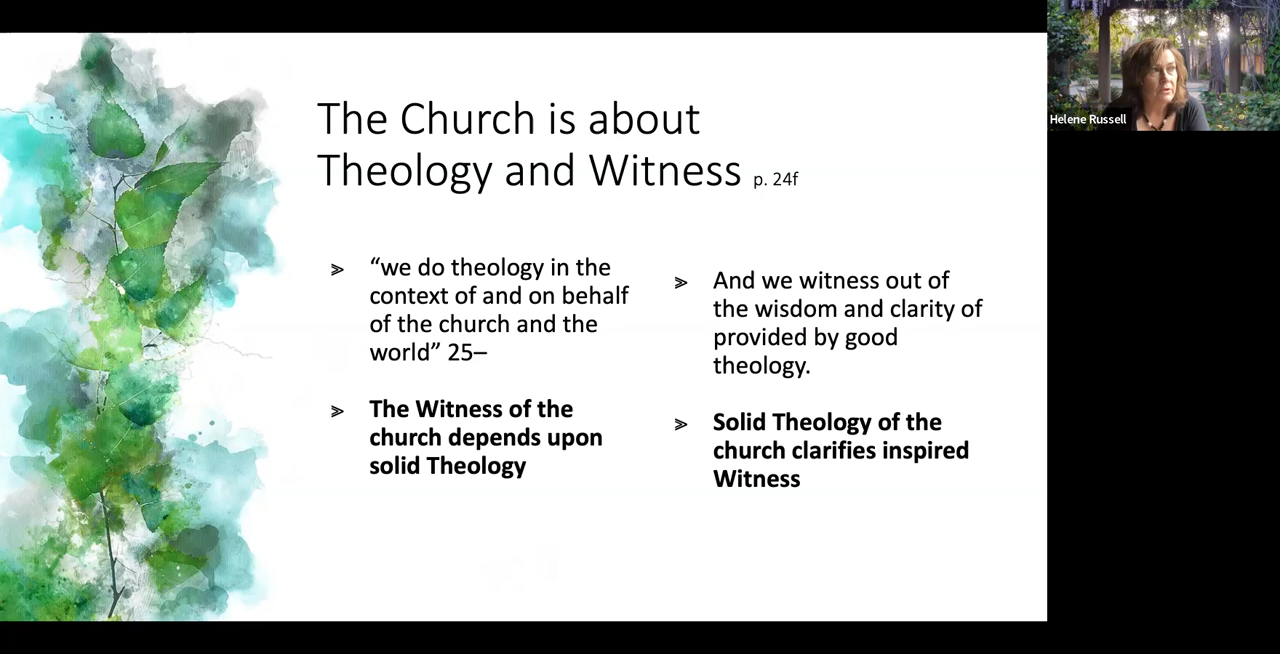 The Church is about
Theology and Witness p. 24f
“we do theology in the
context of and on behalf
of the church and the
world” 25–
The Witness of the
church depends upon
solid Theology
And we witness out of
the wisdom and clarity of
provided by good
theology.
Solid Theology of the
church clarifies inspired
Witness
Helene Russell